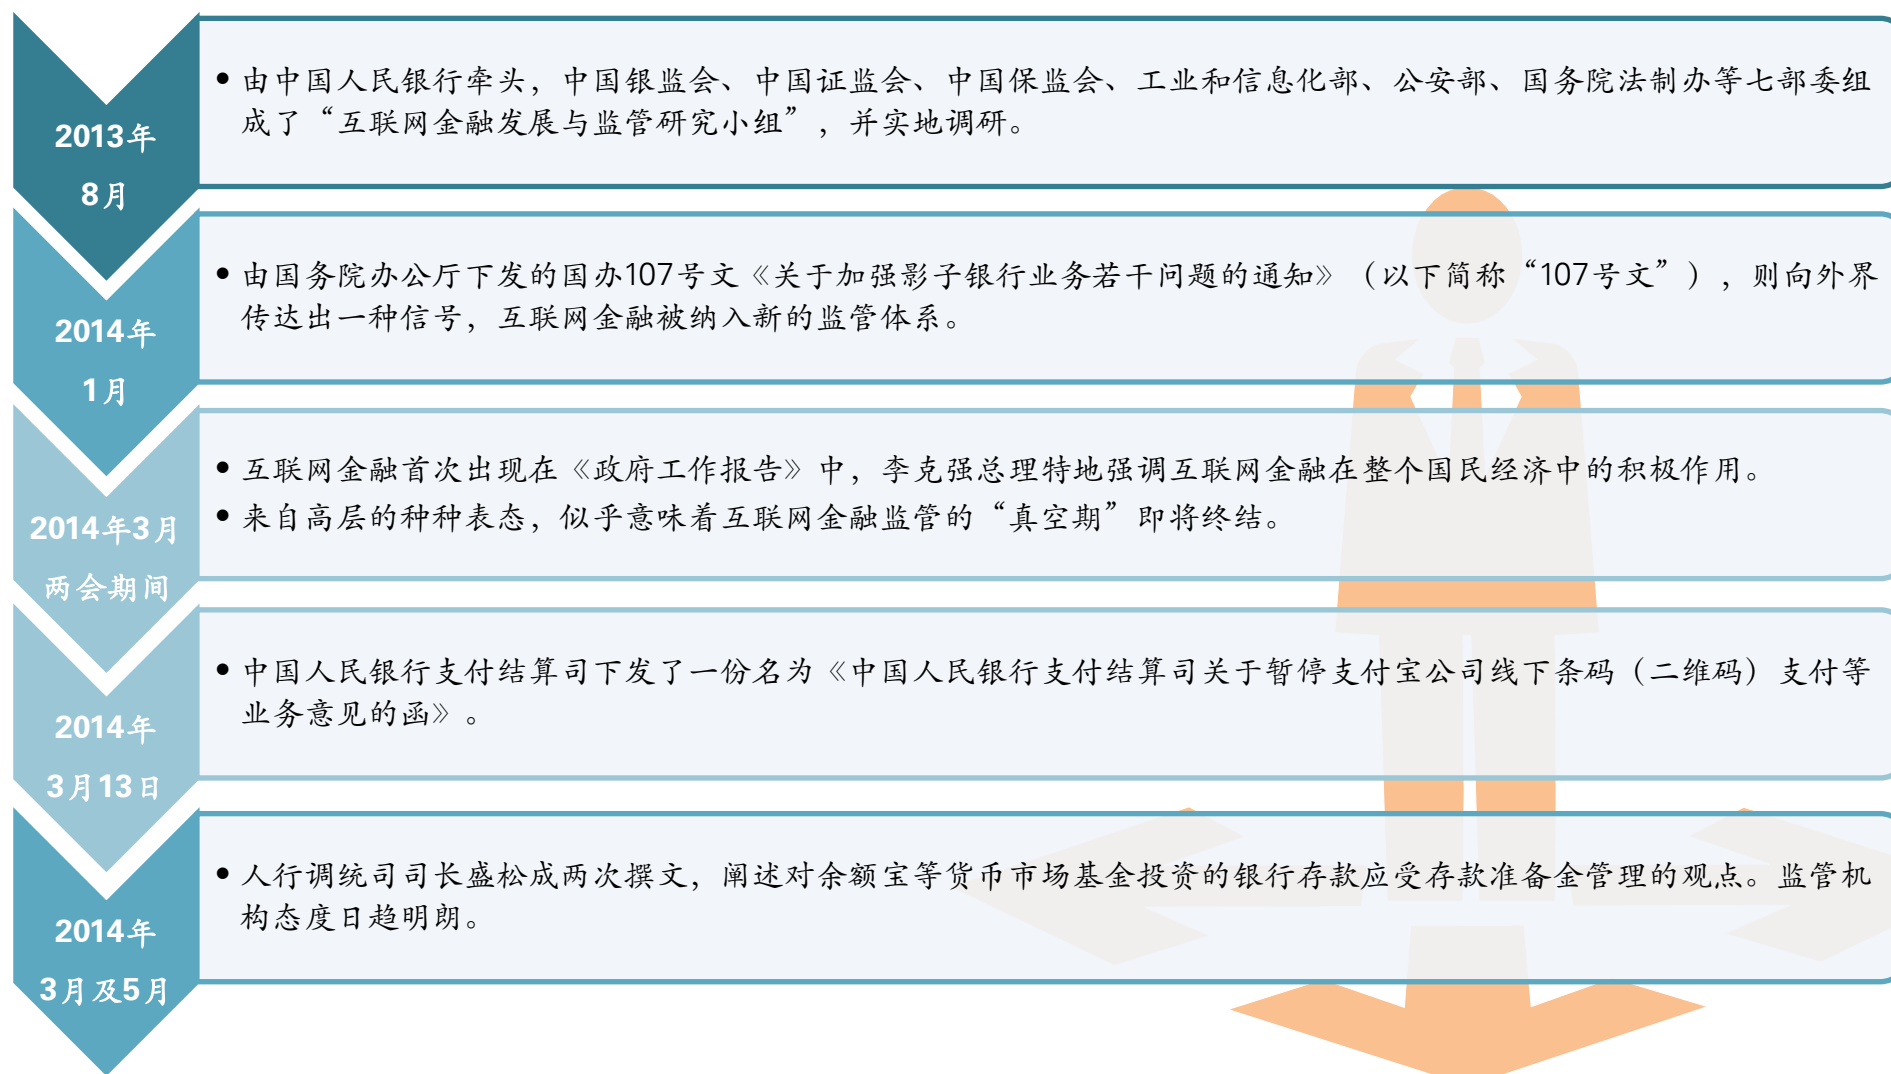 2013年
8月
• 由中国人民银行牵头，中国银监会、中国证监会、中国保监会、工业和信息化部、公安部、国务院法制办等七部委组
成了“互联网金融发展与监管研究小组”，并实地调研。
2014年
1月
• 由国务院办公厅下发的国办107号文《关于加强影子银行业务若干问题的通知》（以下简称“107号文”），则向外界
传达出一种信号，互联网金融被纳入新的监管体系。
2014年3月
两会期间
• 互联网金融首次出现在《政府工作报告》中，李克强总理特地强调互联网金融在整个国民经济中的积极作用。
• 来自高层的种种表态，似乎意味着互联网金融监管的“真空期”即将终结。
2014年
3月13日
• 中国人民银行支付结算司下发了一份名为《中国人民银行支付结算司关于暂停支付宝公司线下条码（二维码）支付等
业务意见的函》。
2014年
3月及5月
• 人行调统司司长盛松成两次撰文，阐述对余额宝等货币市场基金投资的银行存款应受存款准备金管理的观点。监管机
构态度日趋明朗。